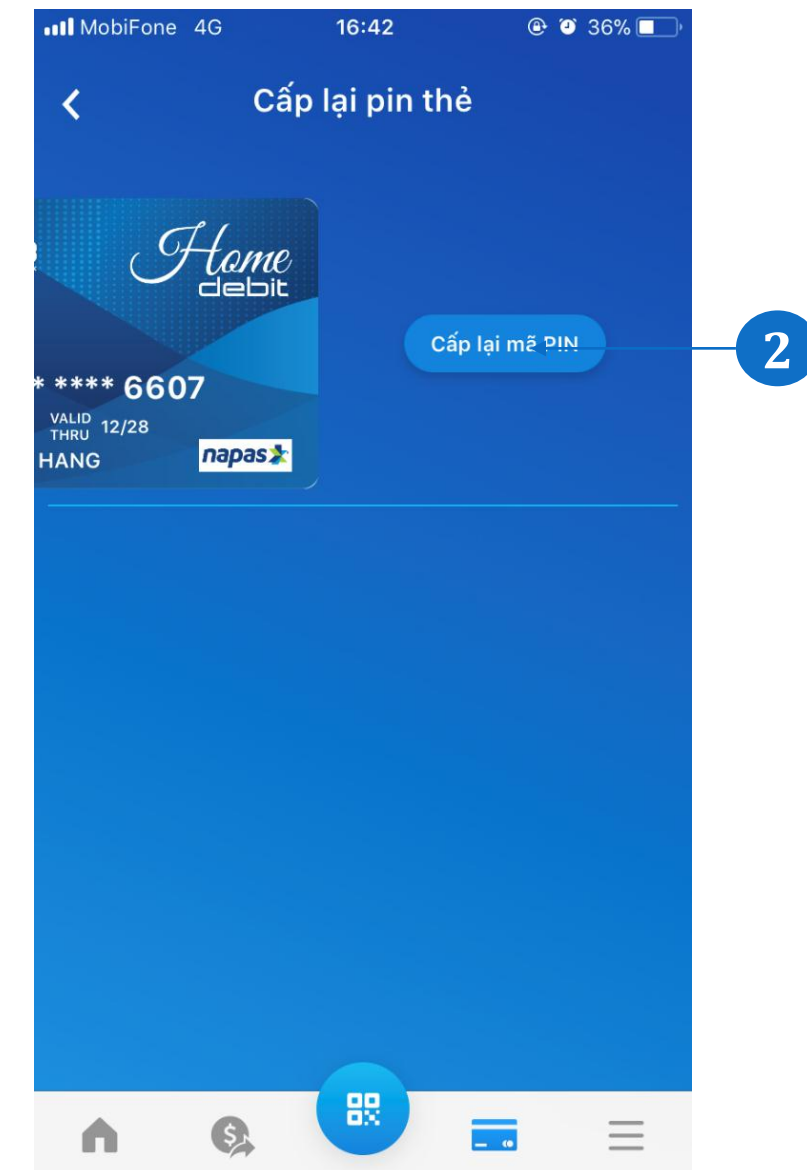 MobiFone 4G 16:42 36%
Cấp lại pin thẻ
Home
debit
* **** 6607
VALID
THRU 12/28
HANG
napas
Cấp lại mã PIN
2